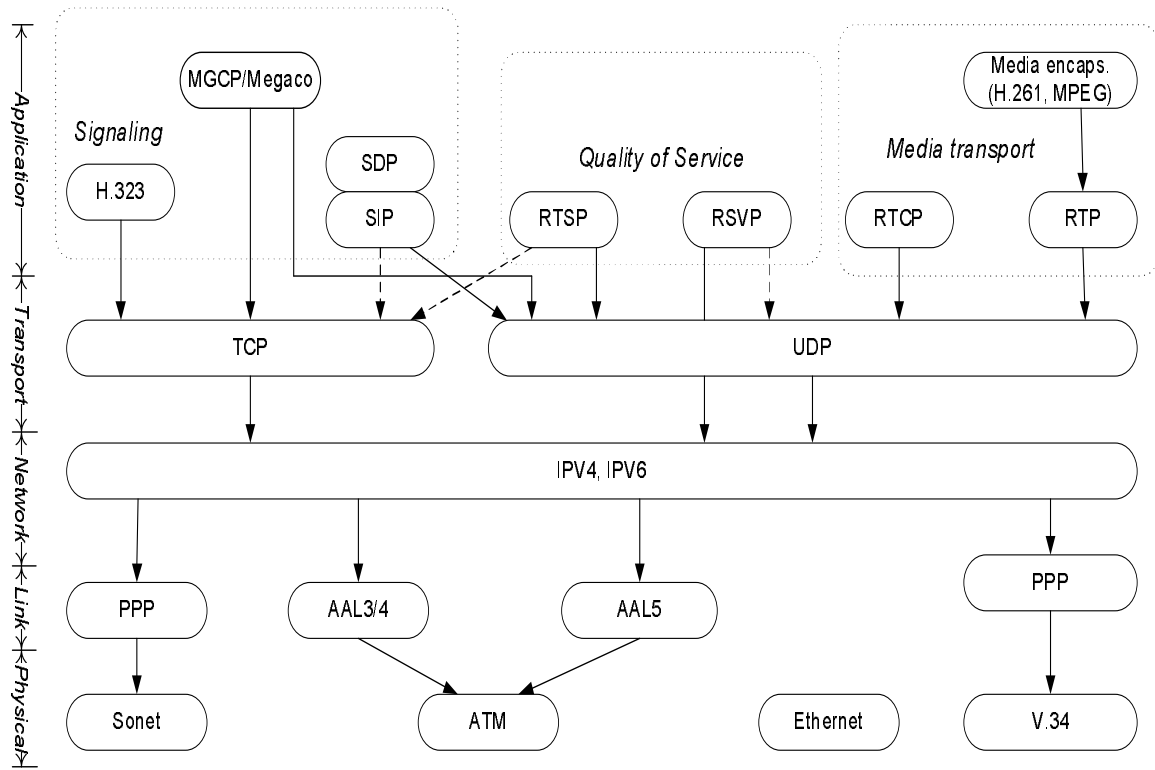 Application
Transport
Network
Link
Physical
MGCP/Megaco
Media encaps.
(H.261, MPEG)
Signaling
Quality of Service
Media transport
SDP
H.323
SIP
RTSP
RSVP
RTCP
RTP
TCP
UDP
IPV4, IPV6
PPP
AAL3/4
AAL5
PPP
Sonet
ATM
Ethernet
V.34